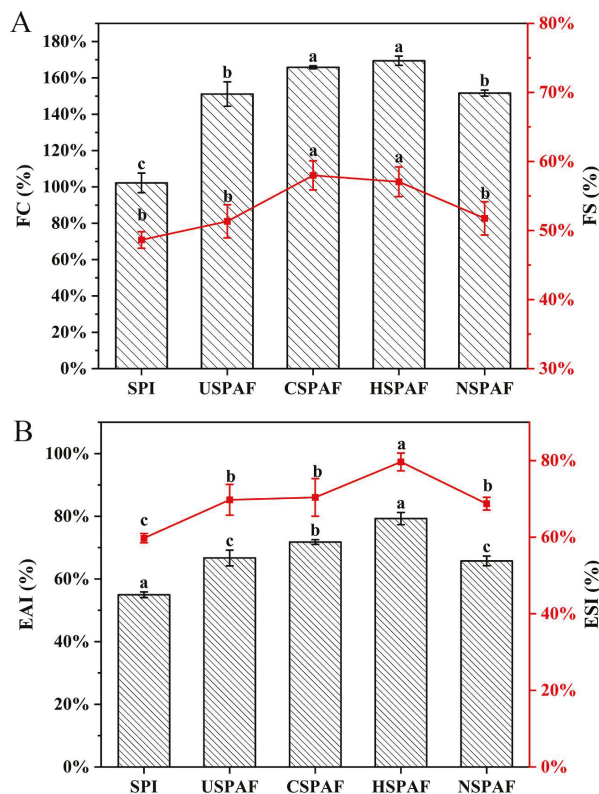 A
FC (%)
180%
160%
140%
120%
100%
80%
60%
40%
20%
0%
80%
70%
60%
50%
40%
30%
FS (%)
c
b
a
a
b
b
b
a
a
b
SPI
USPAF
CSPAF
HSPAF
NSPAF
B
EAI (%)
100%
80%
60%
40%
20%
0%
80%
60%
40%
20%
0%
ESI (%)
c
b
b
a
b
a
c
b
a
c
SPI
USPAF
CSPAF
HSPAF
NSPAF